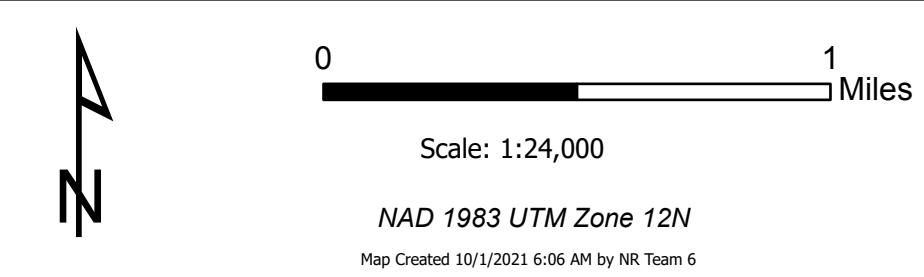 0 1
Miles
N
Scale: 1:24,000
NAD 1983 UTM Zone 12N
Map Created 10/1/2021 6:06 AM by NR Team 6